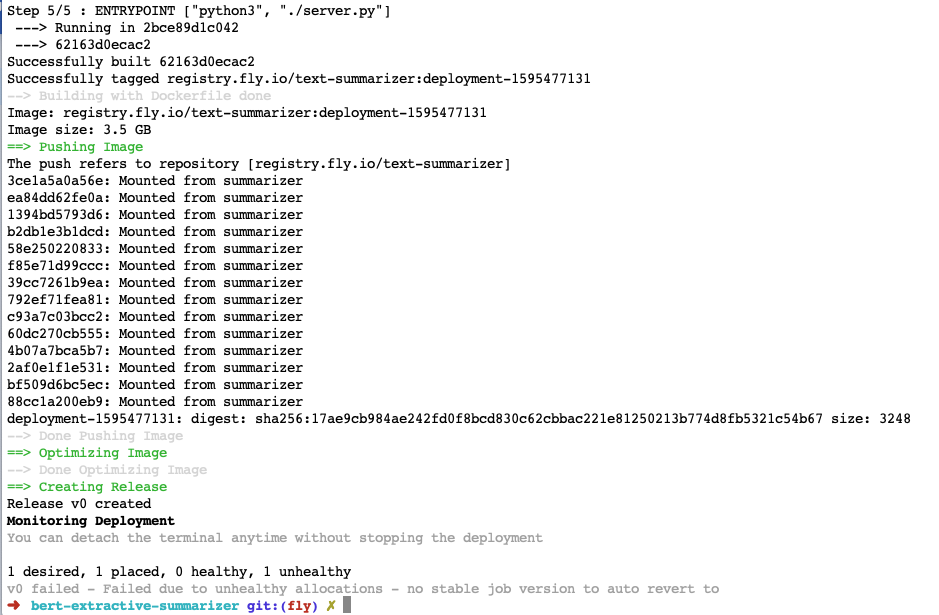 Step 5/5 : ENTRYPOINT ["python3", "./server.py"]
---> Running in 2bce89d1c042
---> 62163d0ecac2
Successfully built 62163d0ecac2
Successfully tagged registry.fly.io/text-summarizer:deployment-1595477131
--> Building with Dockerfile done
Image: registry.fly.io/text-summarizer:deployment-1595477131
Image size: 3.5 GB
==> Pushing Image
The push refers to repository [registry.fly.io/text-summarizer]
3ce1a5a0a56e: Mounted from summarizer
ea84dd62fe0a: Mounted from summarizer
1394bd5793d6: Mounted from summarizer
b2db1e3b1dcd: Mounted from summarizer
58e250220833: Mounted from summarizer
f85e71d99ccc: Mounted from summarizer
39cc7261b9ea: Mounted from summarizer
792ef71fea81: Mounted from summarizer
c93a7c03bcc2: Mounted from summarizer
60dc270cb555: Mounted from summarizer
4b07a7bca5b7: Mounted from summarizer
2af0e1f1e531: Mounted from summarizer
bf509d6bc5ec: Mounted from summarizer
88cc1a200eb9: Mounted from summarizer
deployment-1595477131: digest: sha256:17ae9cb984ae242fd0f8bcd830c62cbbac221e81250213b774d8fb5321c54b67 size: 3248
--> Done Pushing Image
==> Optimizing Image
--> Done Optimizing Image
==> Creating Release
Release v0 created
Monitoring Deployment
You can detach the terminal anytime without stopping the deployment
1 desired, 1 placed, 0 healthy, 1 unhealthy
v0 failed - Failed due to unhealthy allocations - no stable job version to auto revert to
➜ bert-extractive-summarizer git:(fly) ✗